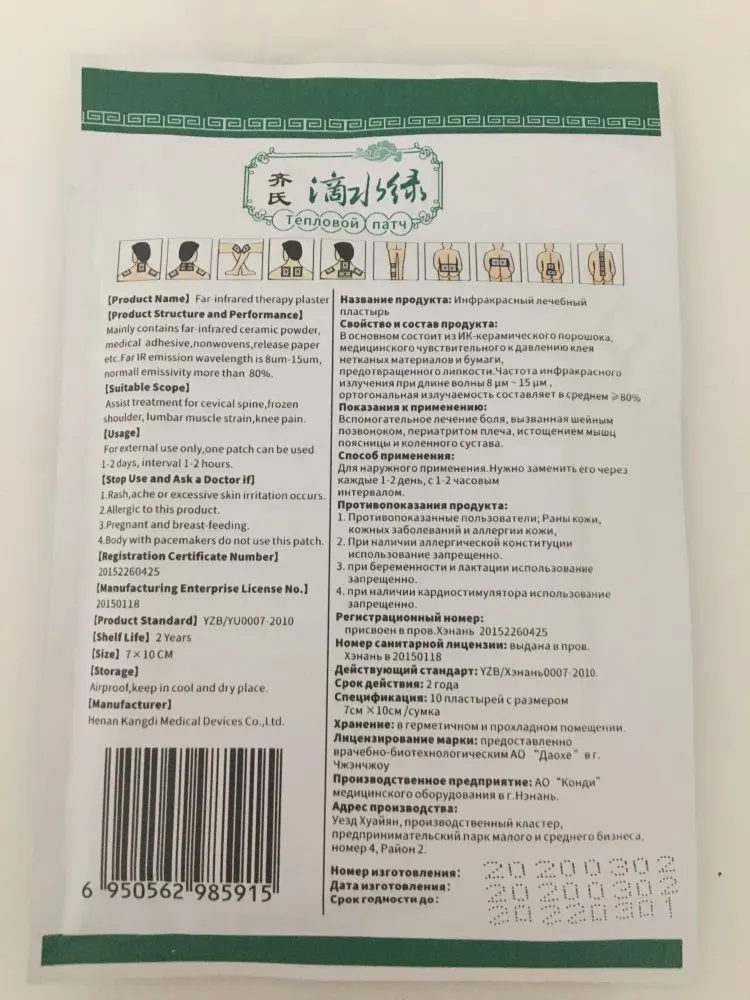 齐氏
滴水绿
Тепловой патч
[Product Name] Far-infrared therapy plaster
[Product Structure and Performance]
Mainly contains far-infrared ceramic powder,
medical adhesive,nonwovens,release paper
etc.Far IR emission wavelength is 8um-15um,
normall emissivity more than 80%.
[Suitable Scope]
Assist treatment for cevical spine,frozen
shoulder, lumbar muscle strain,knee pain.
[Usage]
For external use only,one patch can be used
1-2 days, interval 1-2 hours.
[Stop Use and Ask a Doctor if]
1.Rash,ache or excessive skin irritation occurs.
2.Allergic to this product.
3.Pregnant and breast-feeding.
4.Body with pacemakers do not use this patch.
[Registration Certificate Number]
20152260425
[Manufacturing Enterprise License No.]
20150118
[Product Standard] YZB/YU0007-2010
[Shelf Life] 2 Years
[Size] 7×10 CM
[Storage]
Airproof,keep in cool and dry place.
[Manufacturer]
Henan Kangdi Medical Devices Co.,Ltd.
6 950562 985915
Название продукта: Инфракрасный лечебный
пластырь
Свойство и состав продукта:
В основном состоит из ИК-керамического порошока,
медицинского чувствительного к давлению клея
нетканых материалов и бумаги,
предотвращенного липкости.Частота инфракрасного
излучения при длине волны 8 μм ~ 15 μм ,
ортогональная излучаемость составляет в среднем ≥80%
Показания к применению:
Вспомогательное лечение боля, вызванная шейным
позвоноком, периатритом плеча, истощением мышц
поясницы и коленного сустава.
Способ применения:
Для наружного применения.Нужно заменить его через
каждые 1-2 день, с 1-2 часовым
интервалом.
Противопоказания продукта:
1. Противопоказанные пользователи; Раны кожи,
кожных заболеваний и аллергии кожи,
2. При наличии аллергической конституции
использование запрещенно.
3. при беременности и лактации использование
запрещенно.
4. при наличии кардиостимулятора использование
запрещенно.
Регистрационный номер:
присвоен в пров.Хэнань 20152260425
Номер санитарной лицензии: выдана в пров.
Хэнань в 20150118
Действующий стандарт: YZB/Хэнань0007-2010.
Срок действия: 2 года
Спецификация: 10 пластырей с размером
7см ×10см /сумка
Хранение: в герметичном и прохладном помещении.
Лицензирование марки: предоставленно
врачебно-биотехнологическим АО “Даохе” в г.
Чжэнчжоу
Производственное предприятие: АО “Конди”
медицинского оборудования в г.Нэнань.
Адрес производства:
Уезд Хуайян, производственный кластер,
предпринимательский парк малого и среднего бизнеса,
номер 4, Район 2.
Номер изготовления: 20200302
Дата изготовления: 20200302
Срок годности до: 20220301